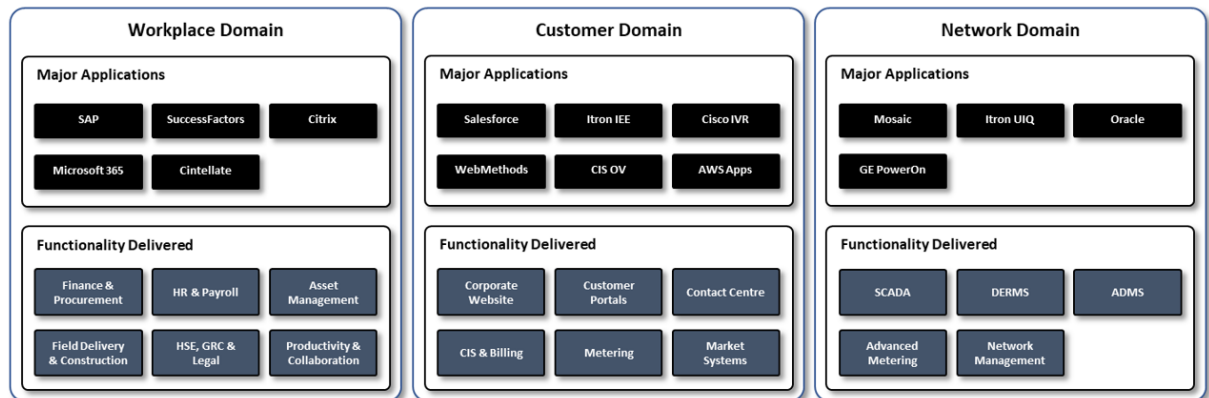 Workplace Domain
Major Applications
SAP
SuccessFactors
Citrix
Microsoft 365
Cintellate
Functionality Delivered
Finance &
Procurement
HR & Payroll
Asset
Management
Field Delivery
& Construction
HSE, GRC &
Legal
Productivity &
Collaboration
Customer Domain
Major Applications
Salesforce
Itron IEE
Cisco IVR
WebMethods
CIS OV
AWS Apps
Functionality Delivered
Corporate
Website
Customer
Portals
Contact Centre
CIS & Billing
Metering
Market
Systems
Network Domain
Major Applications
Mosaic
Itron UIQ
Oracle
GE PowerOn
Functionality Delivered
SCADA
DERMS
ADMS
Advanced
Metering
Network
Management